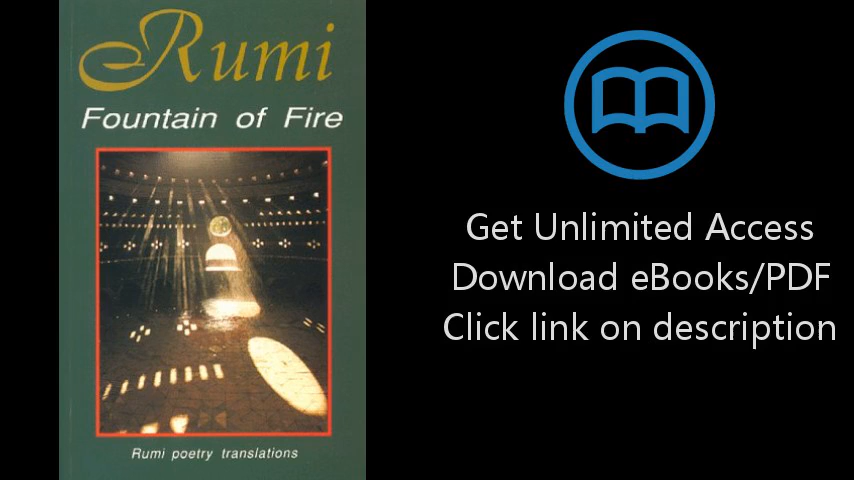 Rumi
Fountain of Fire
Rumi poetry translations
Get Unlimited Access
Download eBooks/PDF
Click link on description